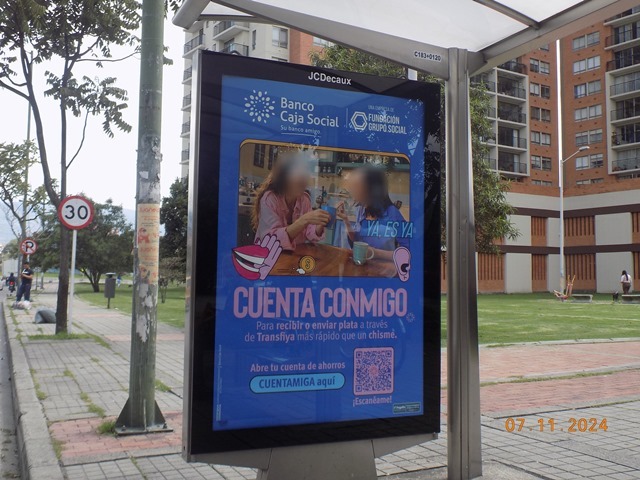 C183+0120
JCDecaux
Banco
Caja Social
Su banco amigo.
UNA EMPRESA DE
FUNDACIÓN
GRUPO SOCIAL
30
YA, ES YA
CUENTA CONMIGO
Para recibir o enviar plata a través
de Transfiya más rápido que un chisme.
Abre tu cuenta de ahorros
CUENTAMIGA aquí
¡Escanéame!
07.11.2024